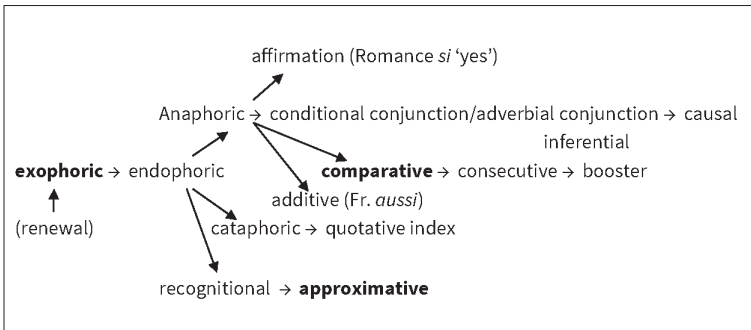 affirmation (Romance si ‘yes’)
Anaphoric → conditional conjunction/adverbial conjunction → causal
inferential
exophoric → endophoric
comparative → consecutive → booster
additive (Fr. aussi)
(renewal)
cataphoric → quotative index
recognitional → approximative